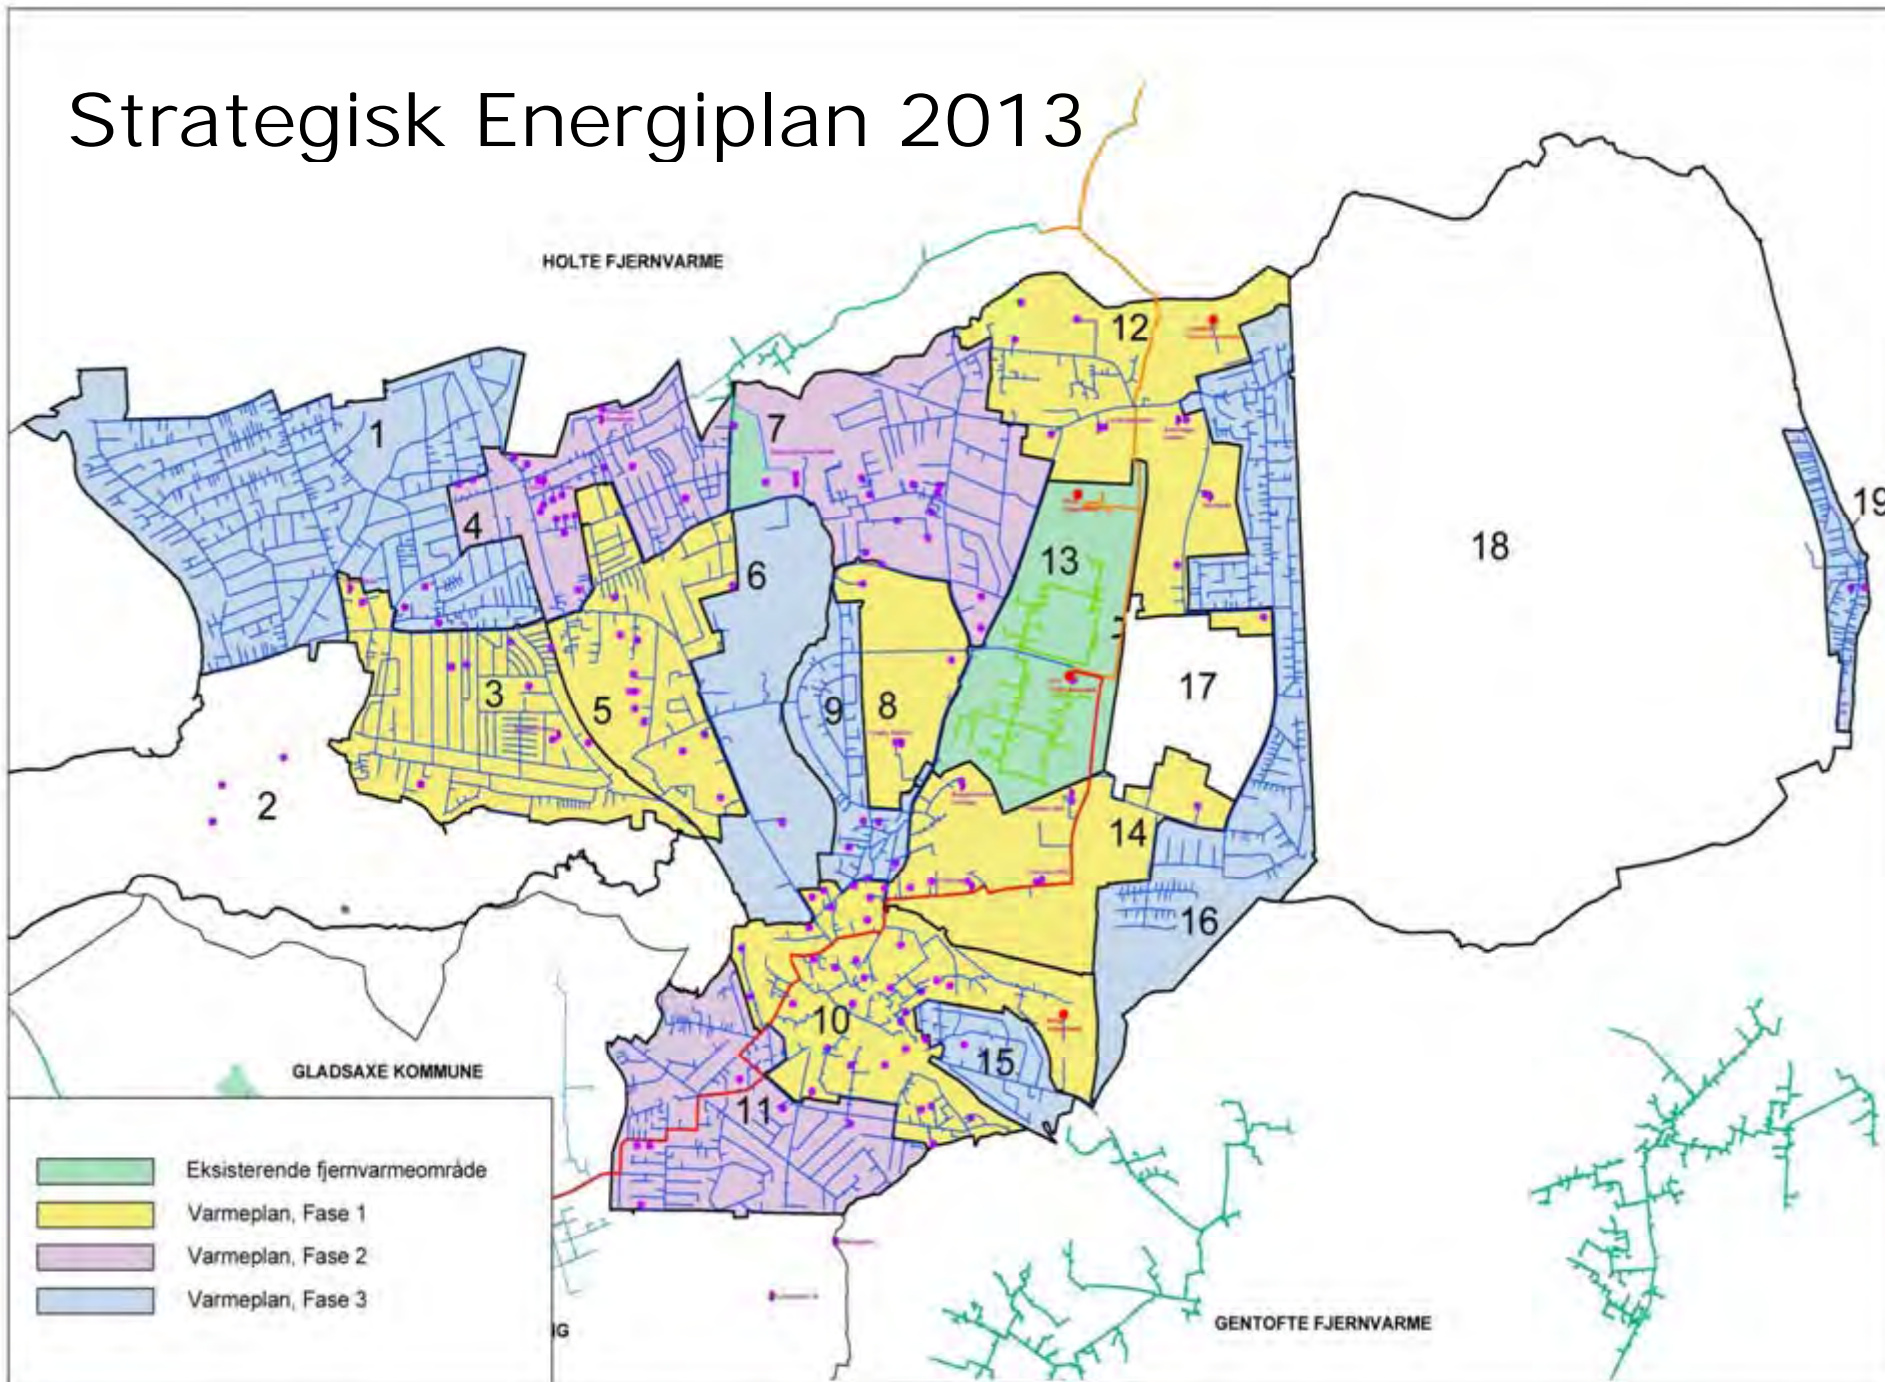 Strategisk Energiplan 2013
HOLTE FJERNVARME
12
1
7
4
19
18
13
6
17
3
5
9
8
2
14
16
10
15
GLADSAXE KOMMUNE
11
Eksisterende fjernvarmeområde
Varmeplan, Fase 1
Varmeplan, Fase 2
Varmeplan, Fase 3
GENTOFTE FJERNVARME